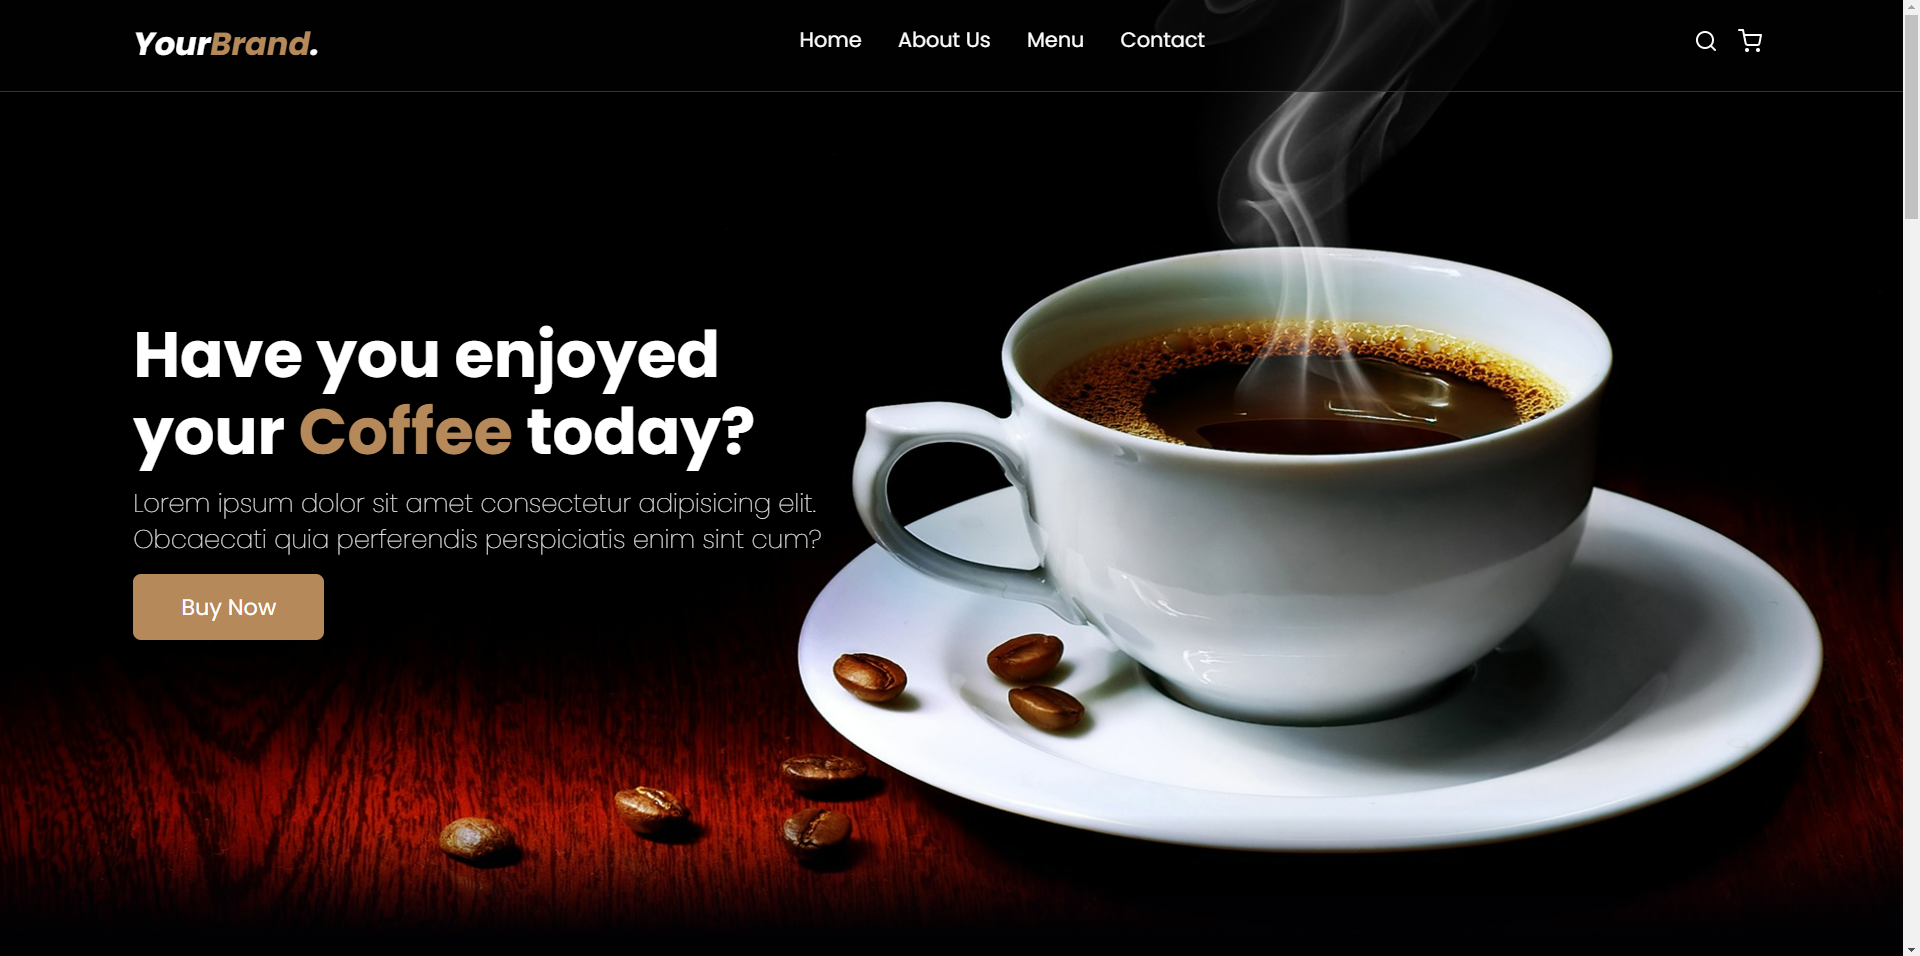 YourBrand.
Home
About Us
Menu
Contact
Have you enjoyed
your Coffee today?
Lorem ipsum dolor sit amet consectetur adipisicing elit.
Obcaecati quia perferendis perspiciatis enim sint cum?
Buy Now